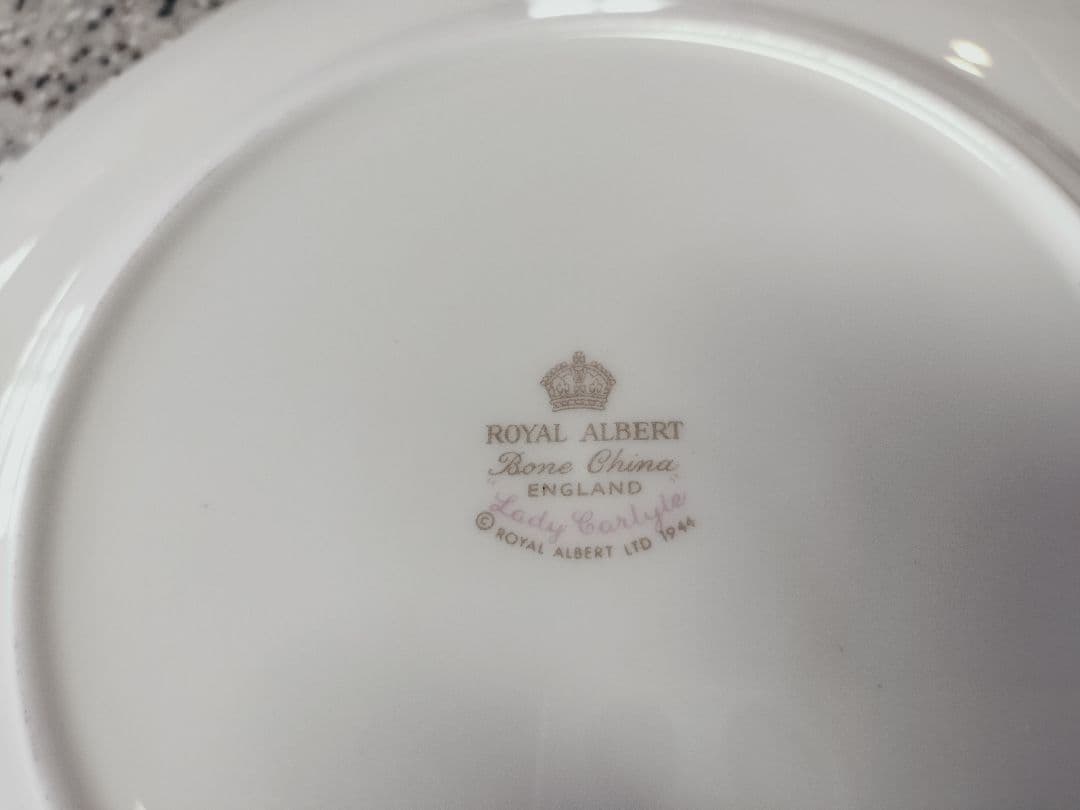 ROYAL ALBERT
Bone China
ENGLAND
"Lady Carlyle"
© ROYAL ALBERT LTD 1944